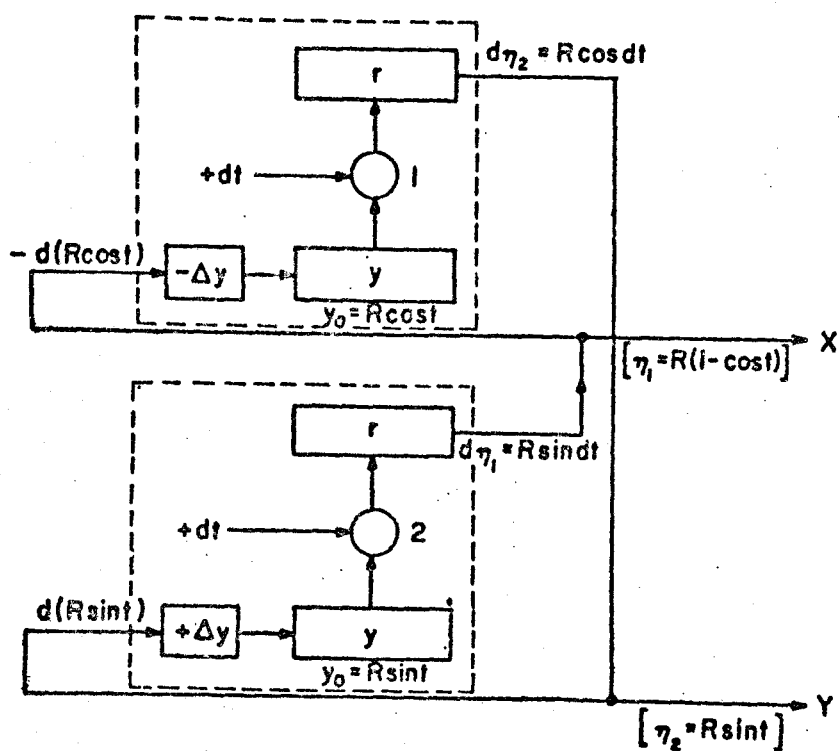 r
dη₂ = Rcosdt
+dt
1
- d(Rcost)
-Δy
y
y₀ = Rcost
X
[η₁ = R(1-cost)]
r
dη₁ = Rsindt
+dt
2
d(Rsint)
+Δy
y
y₀ = Rsint
Y
[η₂ = Rsint]